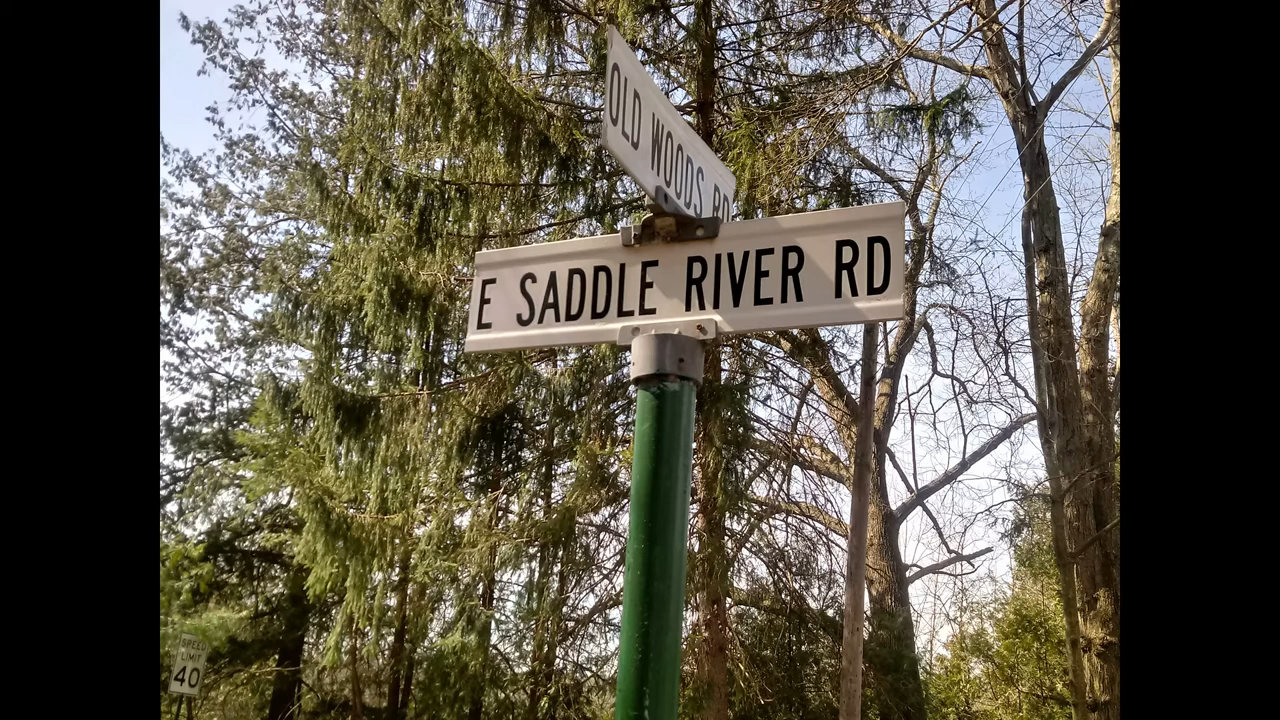 OLD WOODS RD
E SADDLE RIVER RD
SPEED
LIMIT
40